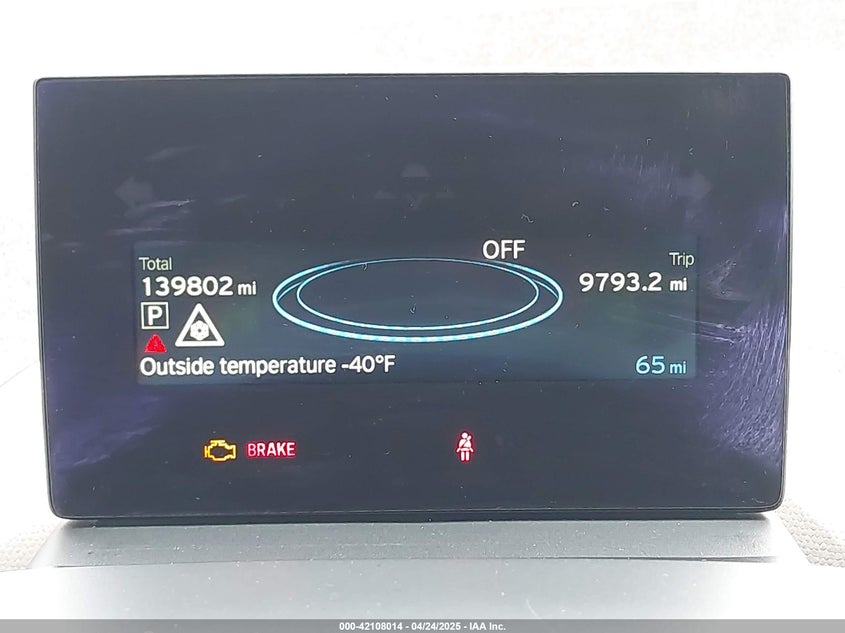 OFF
Total
Trip
139802 mi
9793.2 mi
P
Outside temperature -40°F
65 mi
BRAKE
000-42108014 - 04/24/2025 - IAA Inc.